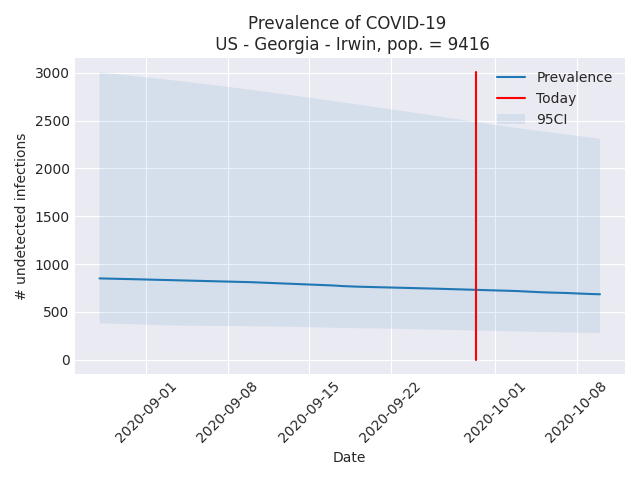 Prevalence of COVID-19
US - Georgia - Irwin, pop. = 9416
3000
2500
2000
1500
1000
500
0
# undetected infections
Prevalence
Today
95CI
2020-09-01
2020-09-08
2020-09-15
2020-09-22
2020-10-01
2020-10-08
Date